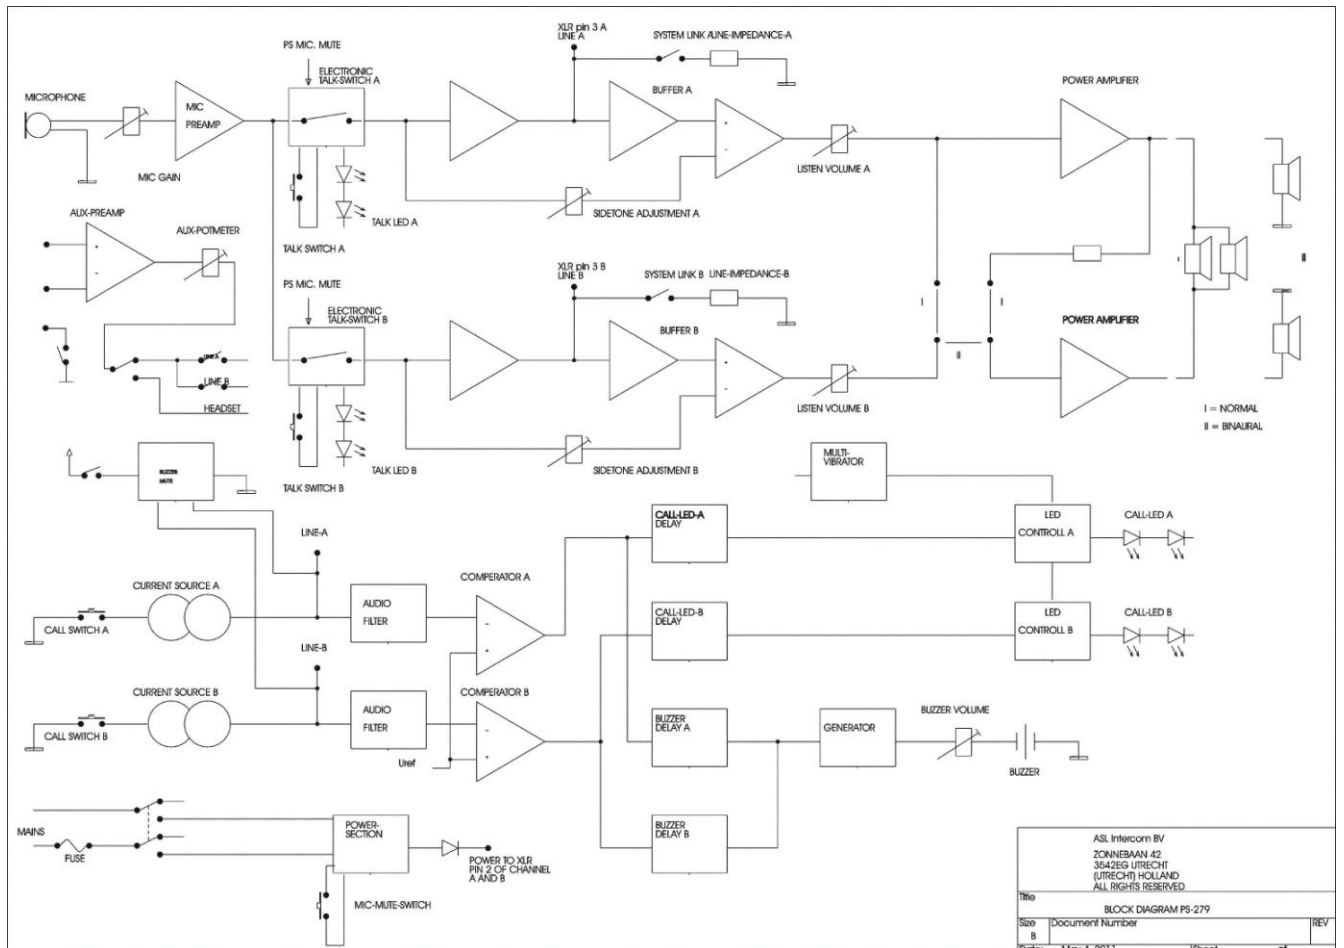 XLR pin 3 A
LINE A
SYSTEM LINK A
LINE-IMPEDANCE-A
PS MIC. MUTE
ELECTRONIC
TALK-SWITCH A
MICROPHONE
MIC
PREAMP
BUFFER A
POWER AMPLIFIER
+
-
MIC GAIN
LISTEN VOLUME A
TALK LED A
SIDETONE ADJUSTMENT A
TALK SWITCH A
AUX-PREAMP
+
-
AUX-POTMETER
XLR pin 3 B
LINE B
SYSTEM LINK B
LINE-IMPEDANCE-B
PS MIC. MUTE
ELECTRONIC
TALK-SWITCH B
BUFFER B
POWER AMPLIFIER
+
-
I
II
III
I
I
II
LINE A
LINE B
HEADSET
LISTEN VOLUME B
I = NORMAL
II = BINAURAL
TALK LED B
SIDETONE ADJUSTMENT B
TALK SWITCH B
BUZZER
MUTE
MULTI-
VIBRATOR
LINE-A
CALL-LED-A
DELAY
LED
CONTROLL A
CALL-LED A
CURRENT SOURCE A
COMPERATOR A
AUDIO
FILTER
-
+
CALL SWITCH A
CALL-LED-B
DELAY
LED
CONTROLL B
CALL-LED B
LINE-B
CURRENT SOURCE B
COMPERATOR B
AUDIO
FILTER
-
+
CALL SWITCH B
Uref
BUZZER
DELAY A
GENERATOR
BUZZER VOLUME
BUZZER
MAINS
FUSE
POWER-
SECTION
POWER TO XLR
PIN 2 OF CHANNEL
A AND B
MIC-MUTE-SWITCH
BUZZER
DELAY B
ASL Intercom BV
ZONNEBAAN 42
3542EG UTRECHT
(UTRECHT) HOLLAND
ALL RIGHTS RESERVED
Title
BLOCK DIAGRAM PS-279
Size
B
Document Number
REV
Date: May 4, 2011 Sheet of